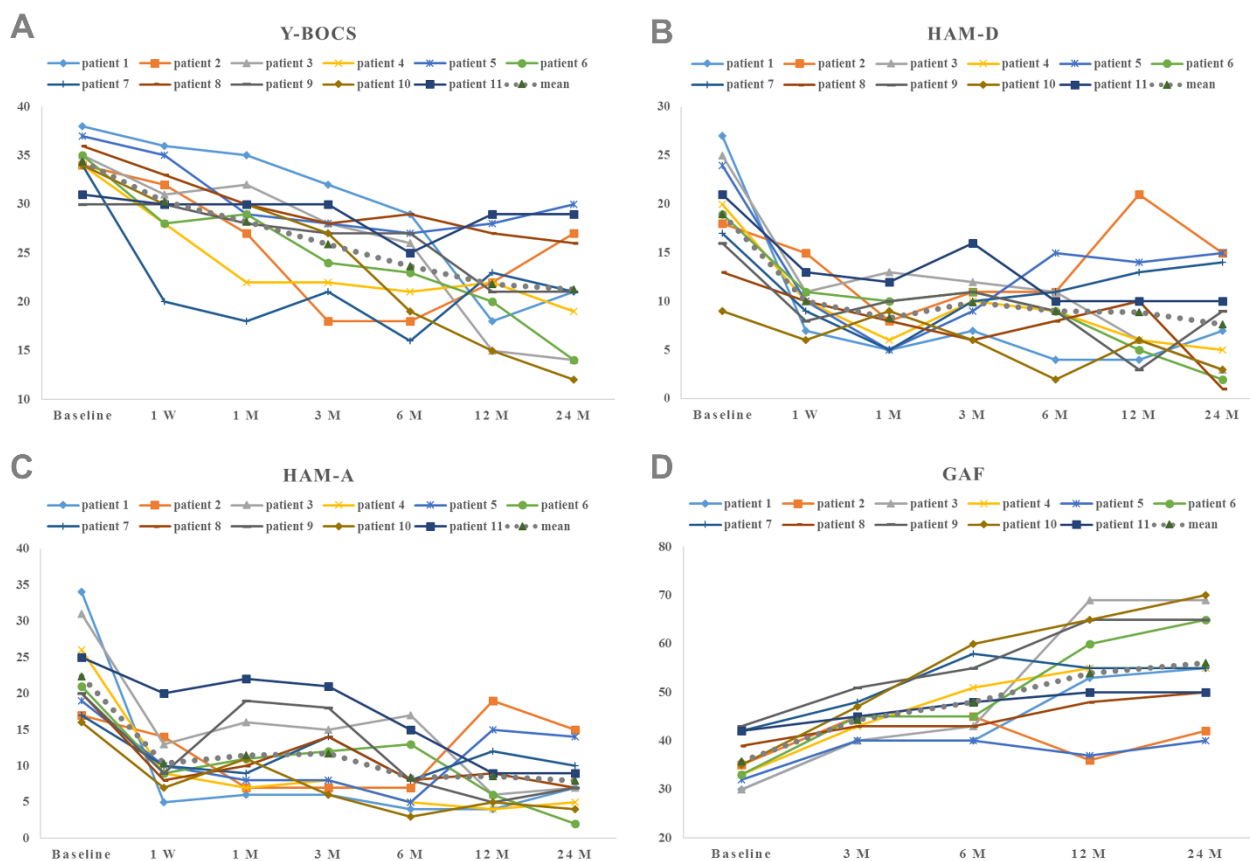 A
Y-BOCS
patient 1 patient 2 patient 3 patient 4 patient 5 patient 6
patient 7 patient 8 patient 9 patient 10 patient 11 mean
40
35
30
25
20
15
10
Baseline 1 W 1 M 3 M 6 M 12 M 24 M
B
HAM-D
patient 1 patient 2 patient 3 patient 4 patient 5 patient 6
patient 7 patient 8 patient 9 patient 10 patient 11 mean
30
25
20
15
10
5
0
Baseline 1 W 1 M 3 M 6 M 12 M 24 M
C
HAM-A
patient 1 patient 2 patient 3 patient 4 patient 5 patient 6
patient 7 patient 8 patient 9 patient 10 patient 11 mean
40
35
30
25
20
15
10
5
0
Baseline 1 W 1 M 3 M 6 M 12 M 24 M
D
GAF
patient 1 patient 2 patient 3 patient 4 patient 5 patient 6
patient 7 patient 8 patient 9 patient 10 patient 11 mean
80
70
60
50
40
30
20
Baseline 3 M 6 M 12 M 24 M